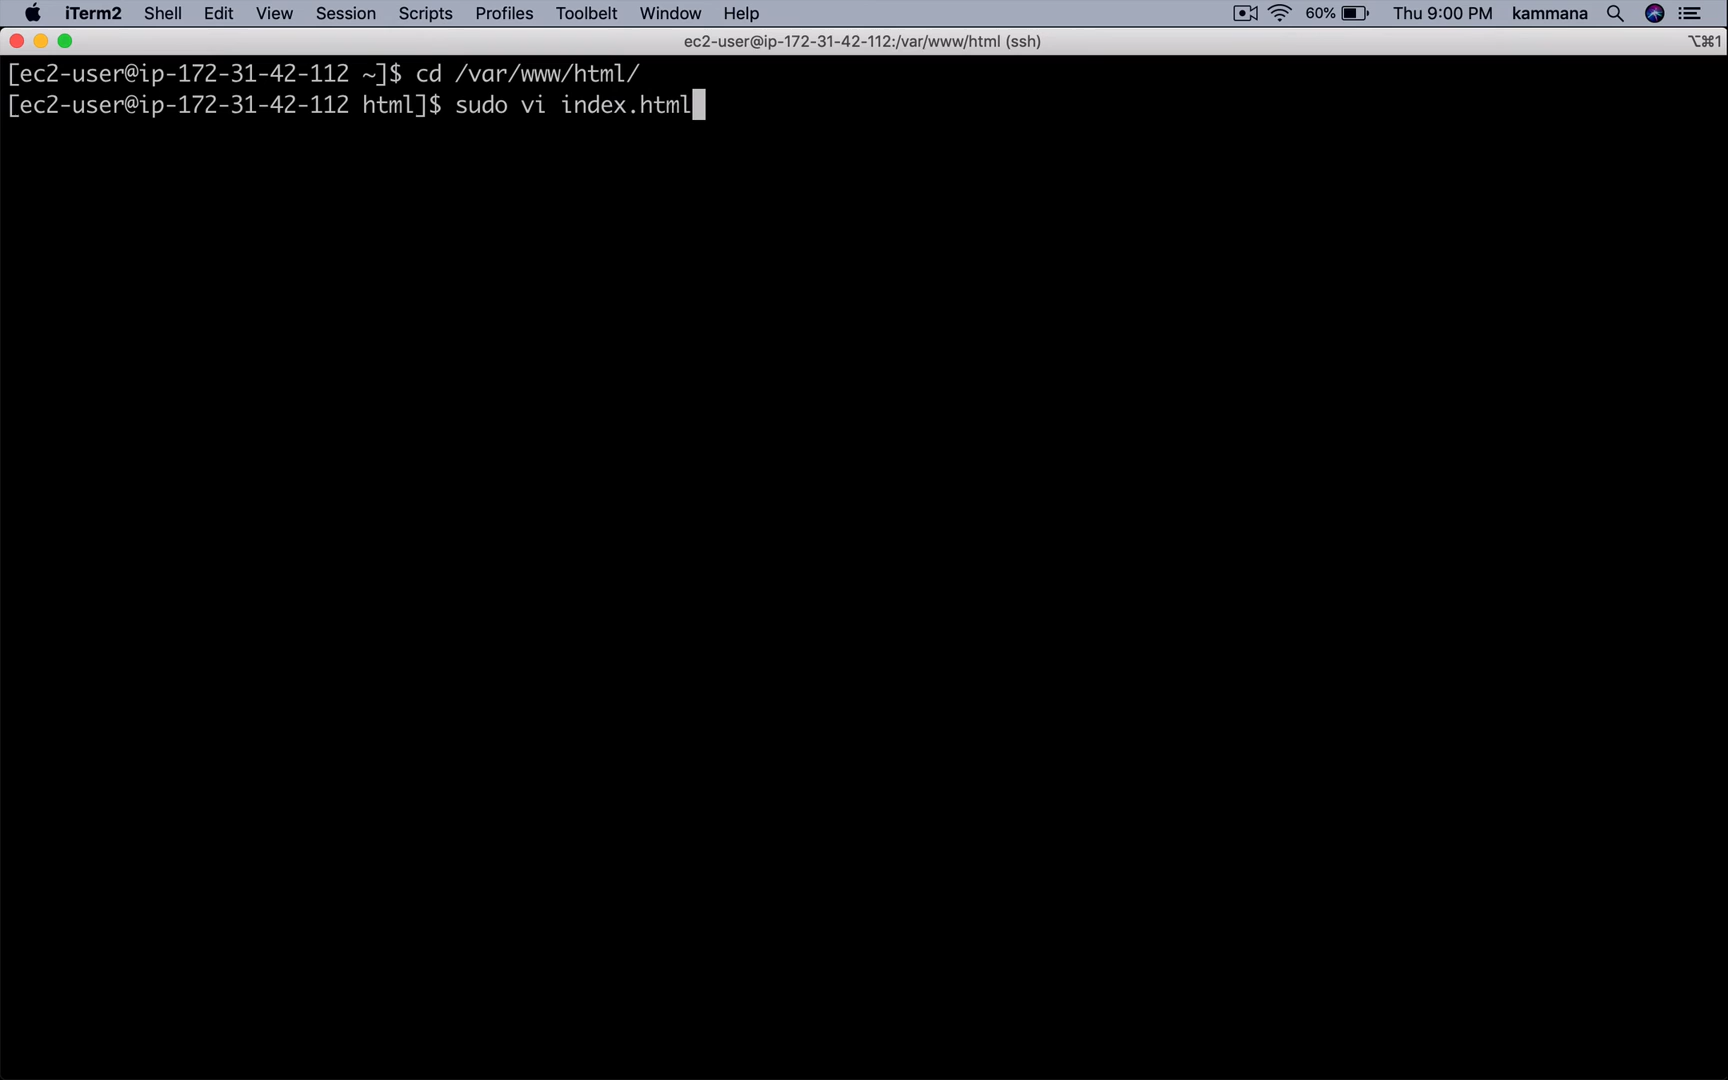 iTerm2 Shell Edit View Session Scripts Profiles Toolbelt Window Help 60% Thu 9:00 PM kammana
ec2-user@ip-172-31-42-112:/var/www/html (ssh) ⌥⌘1
[ec2-user@ip-172-31-42-112 ~]$ cd /var/www/html/
[ec2-user@ip-172-31-42-112 html]$ sudo vi index.html